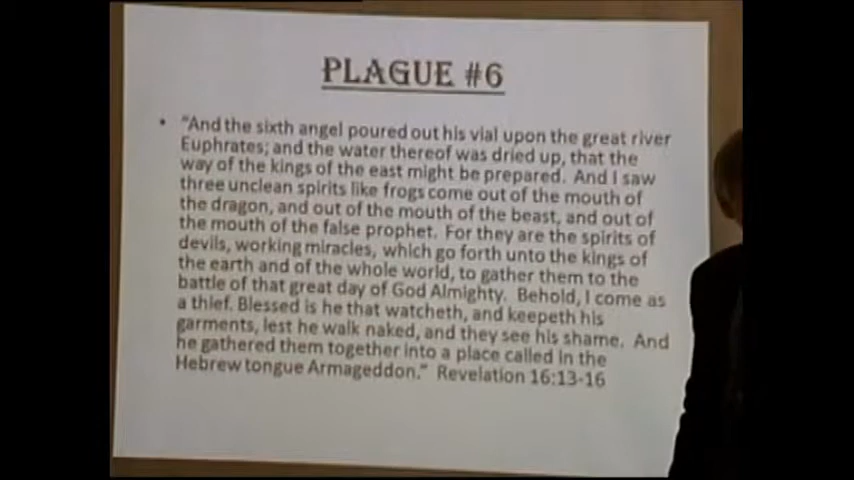 PLAGUE #6
• "And the sixth angel poured out his vial upon the great river
Euphrates; and the water thereof was dried up, that the
way of the kings of the east might be prepared. And I saw
three unclean spirits like frogs come out of the mouth of
the dragon, and out of the mouth of the beast, and out of
the mouth of the false prophet. For they are the spirits of
devils, working miracles, which go forth unto the kings of
the earth and of the whole world, to gather them to the
battle of that great day of God Almighty. Behold, I come as
a thief. Blessed is he that watcheth, and keepeth his
garments, lest he walk naked, and they see his shame. And
he gathered them together into a place called in the
Hebrew tongue Armageddon." Revelation 16:13-16